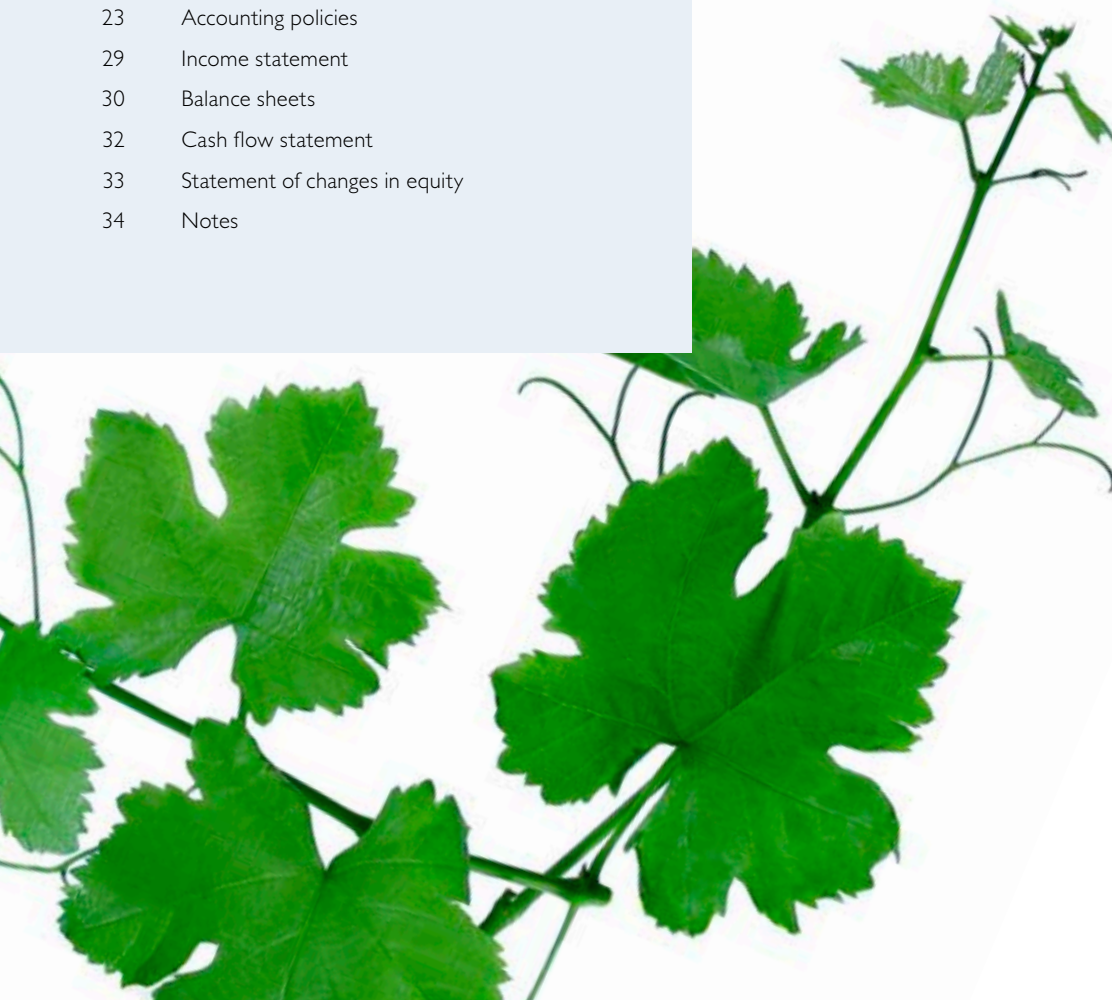 23 Accounting policies
29 Income statement
30 Balance sheets
32 Cash flow statement
33 Statement of changes in equity
34 Notes